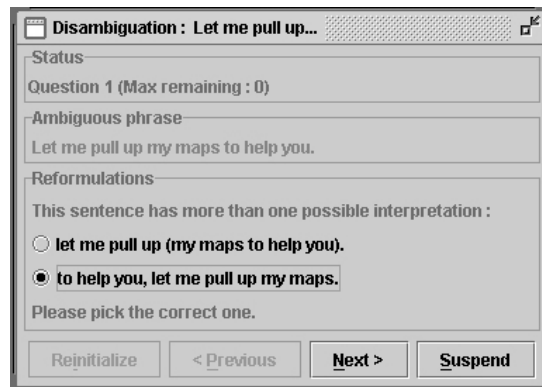 Disambiguation : Let me pull up...
Status
Question 1 (Max remaining : 0)
Ambiguous phrase
Let me pull up my maps to help you.
Reformulations
This sentence has more than one possible interpretation :
let me pull up (my maps to help you).
to help you, let me pull up my maps.
Please pick the correct one.
Reinitialize < Previous Next > Suspend